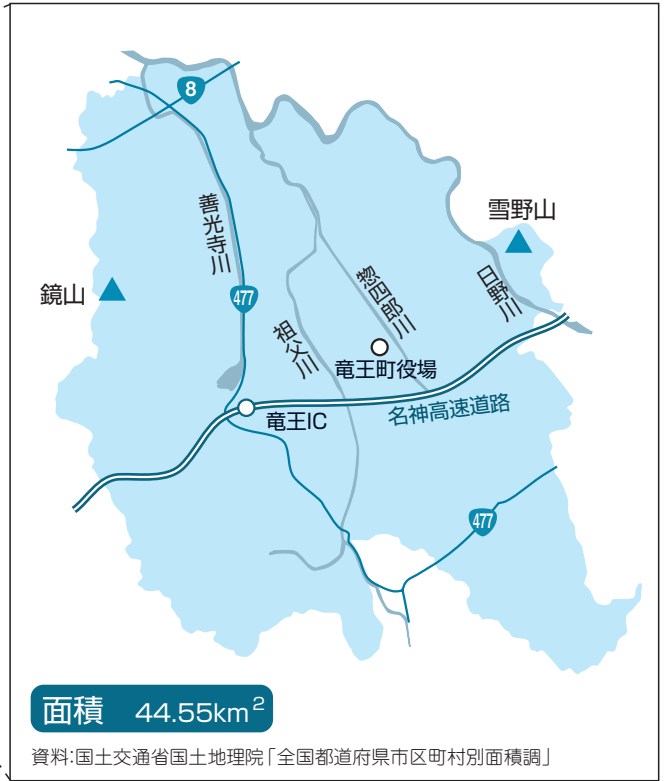 8
雪野山
善光寺川
日野川
惣四郎川
鏡山
477
祖父川
竜王町役場
竜王IC
名神高速道路
477
面積 44.55km²
資料:国土交通省国土地理院「全国都道府県市区町村別面積調」